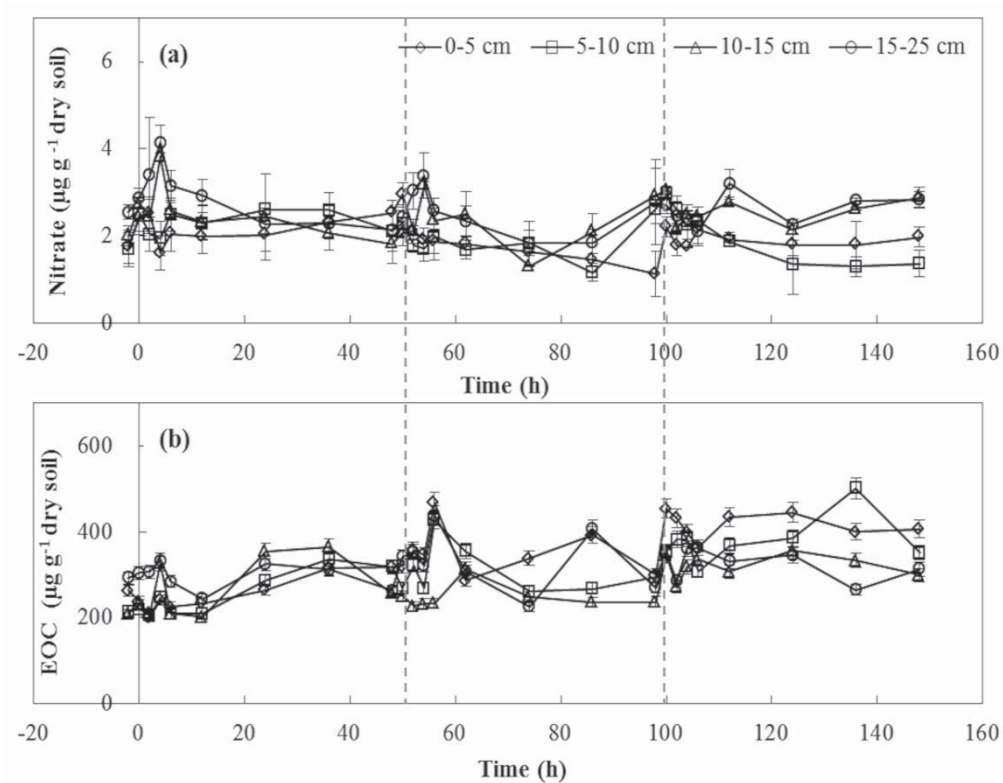 (a)
0-5 cm 5-10 cm 10-15 cm 15-25 cm
Nitrate (µg g⁻¹ dry soil)
6
4
2
0
-20 0 20 40 60 80 100 120 140 160
Time (h)
(b)
EOC (µg g⁻¹ dry soil)
600
400
200
0
-20 0 20 40 60 80 100 120 140 160
Time (h)